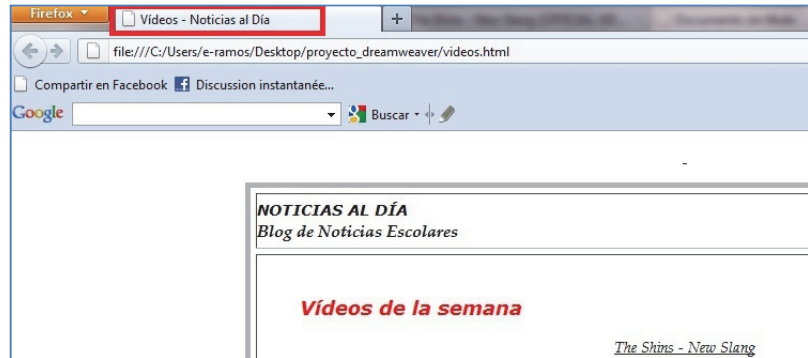 Firefox
Vídeos - Noticias al Día
+
file:///C:/Users/e-ramos/Desktop/proyecto_dreamweaver/videos.html
Compartir en Facebook Discussion instantanée...
Google Buscar
-
NOTICIAS AL DÍA
Blog de Noticias Escolares
Vídeos de la semana
The Shins - New Slang